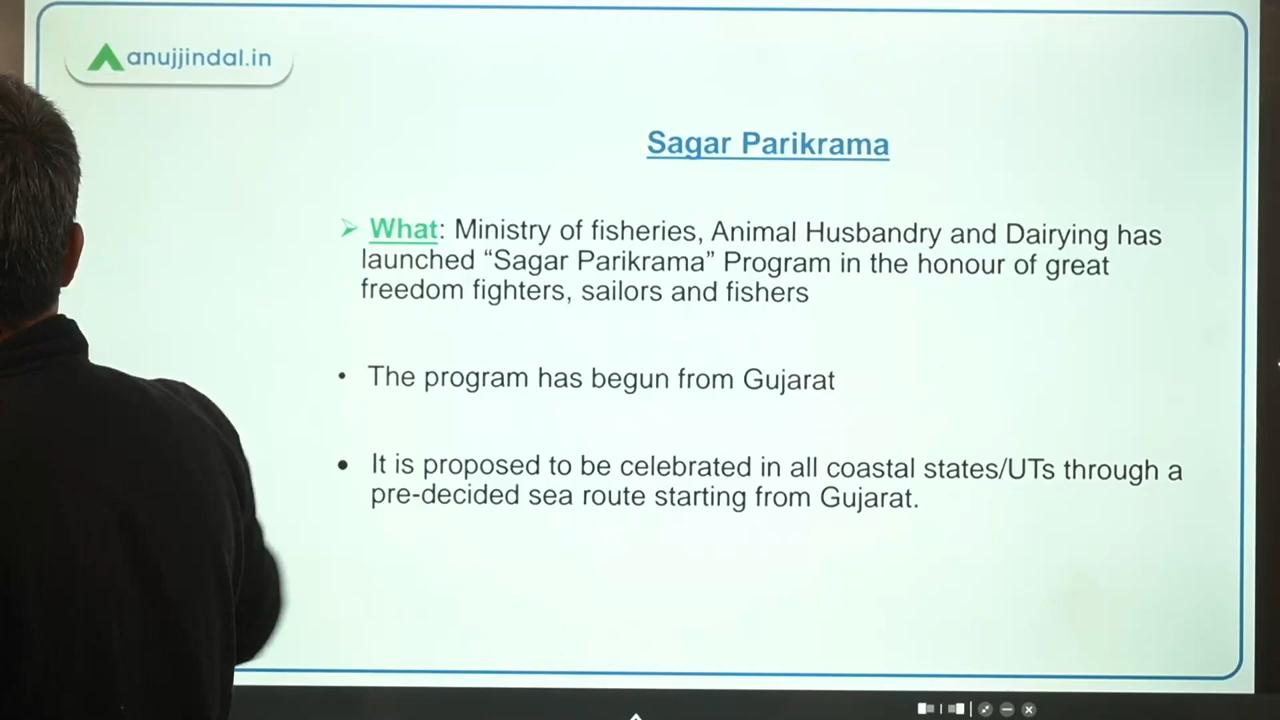 anujjindal.in
Sagar Parikrama
What: Ministry of fisheries, Animal Husbandry and Dairying has
launched “Sagar Parikrama” Program in the honour of great
freedom fighters, sailors and fishers
• The program has begun from Gujarat
• It is proposed to be celebrated in all coastal states/UTs through a
pre-decided sea route starting from Gujarat.